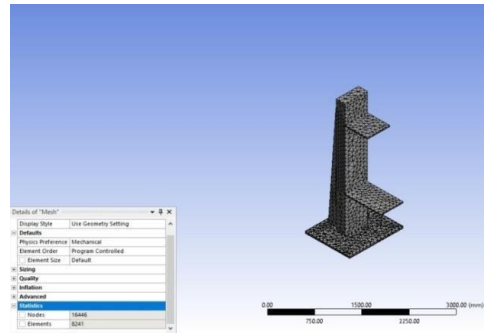 0.00
1500.00
3000.00 (mm)
750.00
2250.00
Details of "Mesh"
Display Style Use Geometry Setting
Defaults
Physics Preference Mechanical
Element Order Program Controlled
Element Size Default
Sizing
Quality
Inflation
Advanced
Statistics
Nodes 16446
Elements 8241